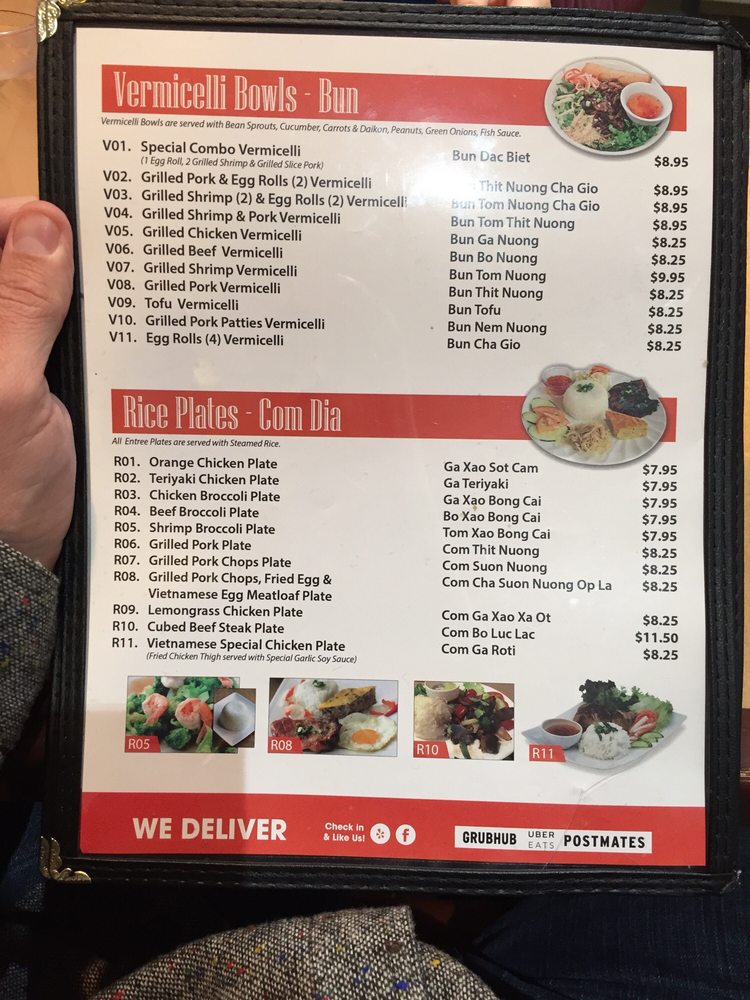 Vermicelli Bowls - Bun
Vermicelli Bowls are served with Bean Sprouts, Cucumber, Carrots & Daikon, Peanuts, Green Onions, Fish Sauce.
V01. Special Combo Vermicelli Bun Dac Biet $8.95
(1 Egg Roll, 2 Grilled Shrimp & Grilled Slice Pork)
V02. Grilled Pork & Egg Rolls (2) Vermicelli Thit Nuong Cha Gio $8.95
V03. Grilled Shrimp (2) & Egg Rolls (2) Vermicelli Bun Tom Nuong Cha Gio $8.95
V04. Grilled Shrimp & Pork Vermicelli Bun Tom Thit Nuong $8.95
V05. Grilled Chicken Vermicelli Bun Ga Nuong $8.25
V06. Grilled Beef Vermicelli Bun Bo Nuong $8.25
V07. Grilled Shrimp Vermicelli Bun Tom Nuong $9.95
V08. Grilled Pork Vermicelli Bun Thit Nuong $8.25
V09. Tofu Vermicelli Bun Tofu $8.25
V10. Grilled Pork Patties Vermicelli Bun Nem Nuong $8.25
V11. Egg Rolls (4) Vermicelli Bun Cha Gio $8.25
Rice Plates - Com Dia
All Entree Plates are served with Steamed Rice.
R01. Orange Chicken Plate Ga Xao Sot Cam $7.95
R02. Teriyaki Chicken Plate Ga Teriyaki $7.95
R03. Chicken Broccoli Plate Ga Xao Bong Cai $7.95
R04. Beef Broccoli Plate Bo Xao Bong Cai $7.95
R05. Shrimp Broccoli Plate Tom Xao Bong Cai $7.95
R06. Grilled Pork Plate Com Thit Nuong $8.25
R07. Grilled Pork Chops Plate Com Suon Nuong $8.25
R08. Grilled Pork Chops, Fried Egg & Com Cha Suon Nuong Op La $8.25
Vietnamese Egg Meatloaf Plate
R09. Lemongrass Chicken Plate Com Ga Xao Xa Ot $8.25
R10. Cubed Beef Steak Plate Com Bo Luc Lac $11.50
R11. Vietnamese Special Chicken Plate Com Ga Roti $8.25
(Fried Chicken Thigh served with Special Garlic Soy Sauce)
R05 R08 R10 R11
WE DELIVER
Check in
& Like Us!
f
GRUBHUB
UBER
EATS
POSTMATES